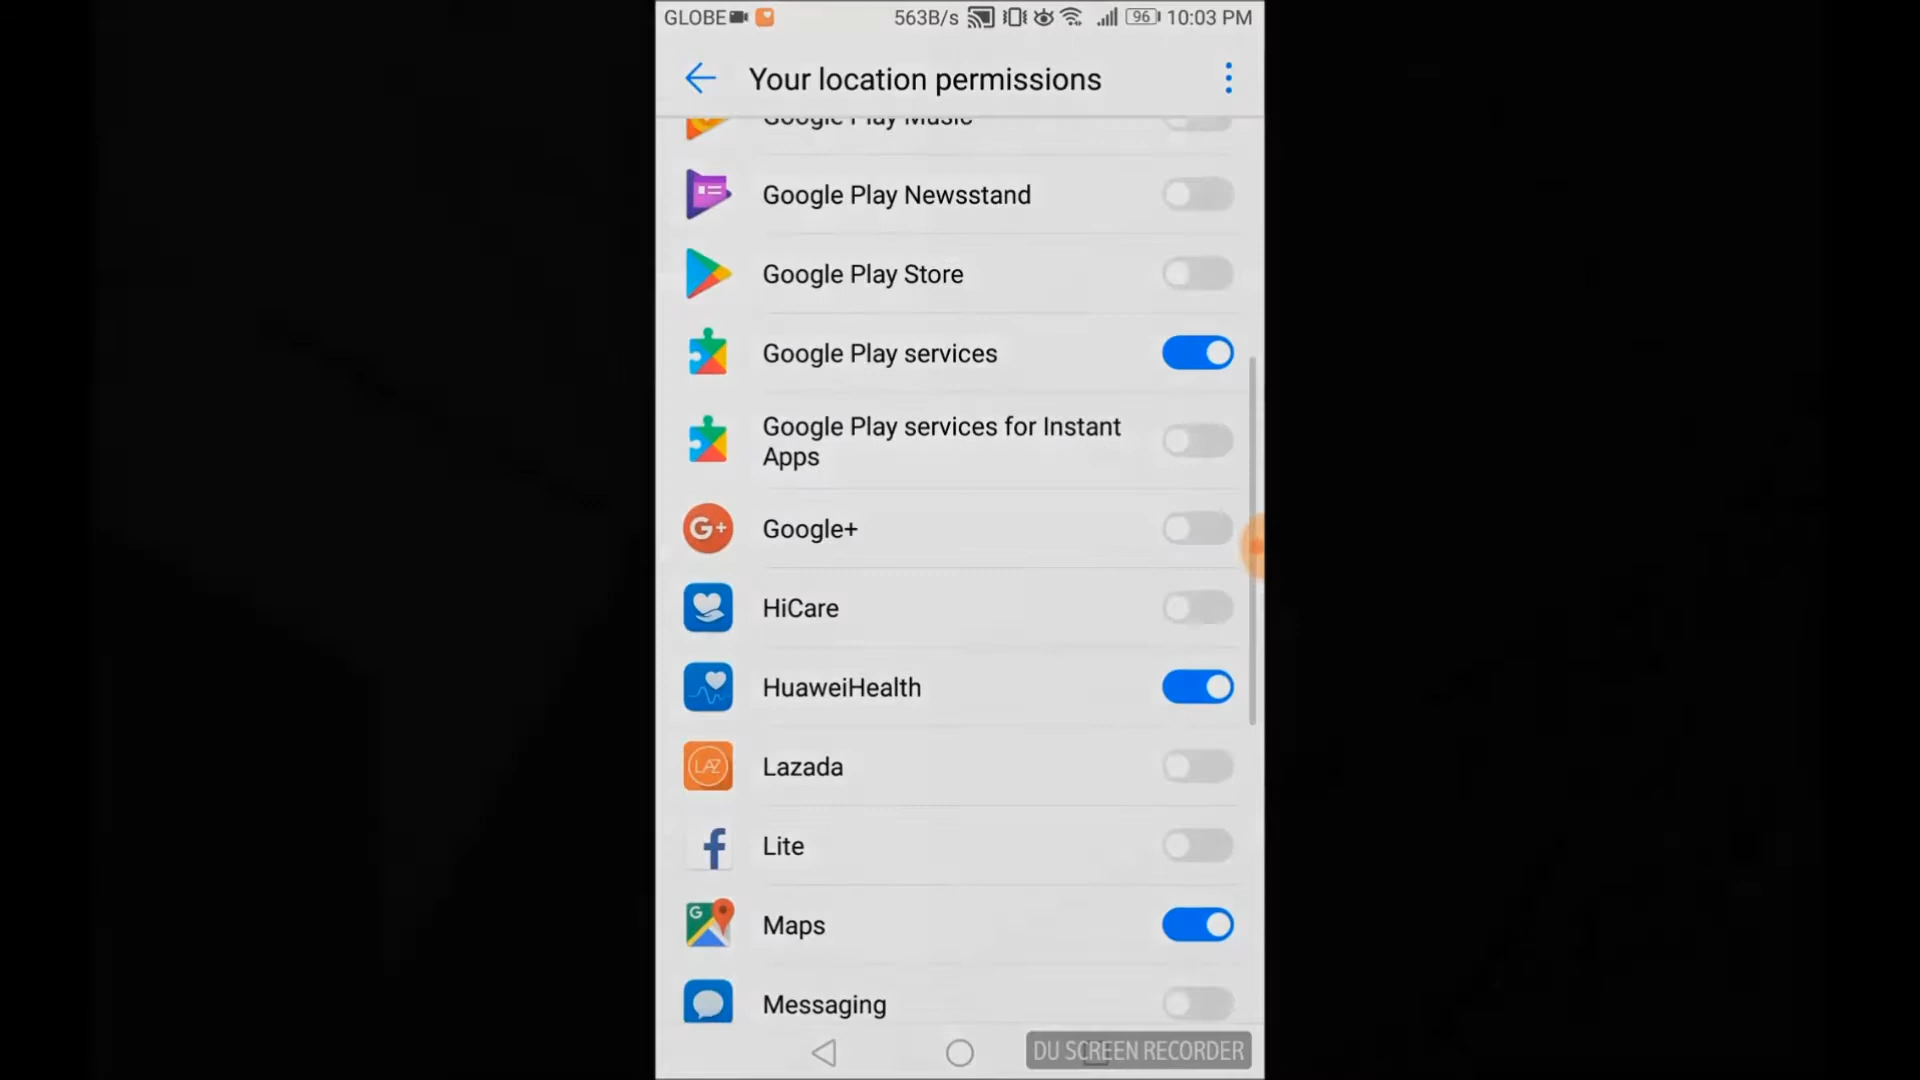 GLOBE 563B/s 96 10:03 PM
Your location permissions
Google Play Music
Google Play Newsstand
Google Play Store
Google Play services
Google Play services for Instant
Apps
G+ Google+
HiCare
HuaweiHealth
LAZ Lazada
f Lite
G Maps
Messaging
DU SCREEN RECORDER